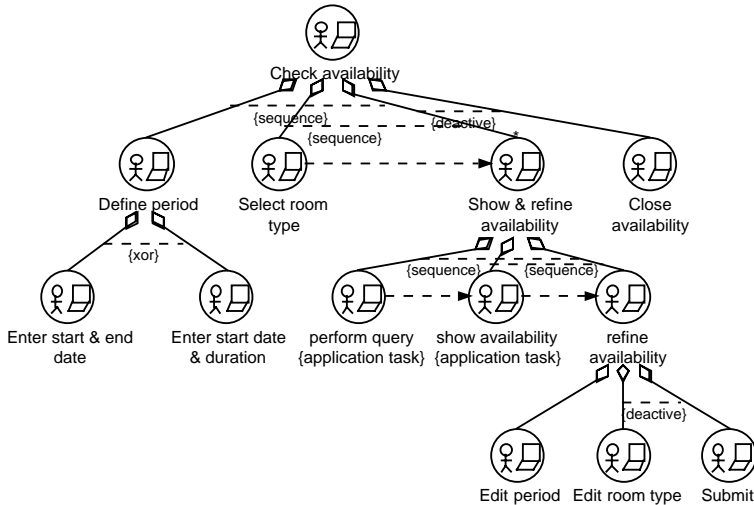 Check availability
{sequence}
{deactive}
{sequence}
*
Define period
Select room
type
Show & refine
availability
Close
availability
{xor}
{sequence}
{sequence}
Enter start & end
date
Enter start date
& duration
perform query
{application task}
show availability
{application task}
refine
availability
{deactive}
Edit period
Edit room type
Submit